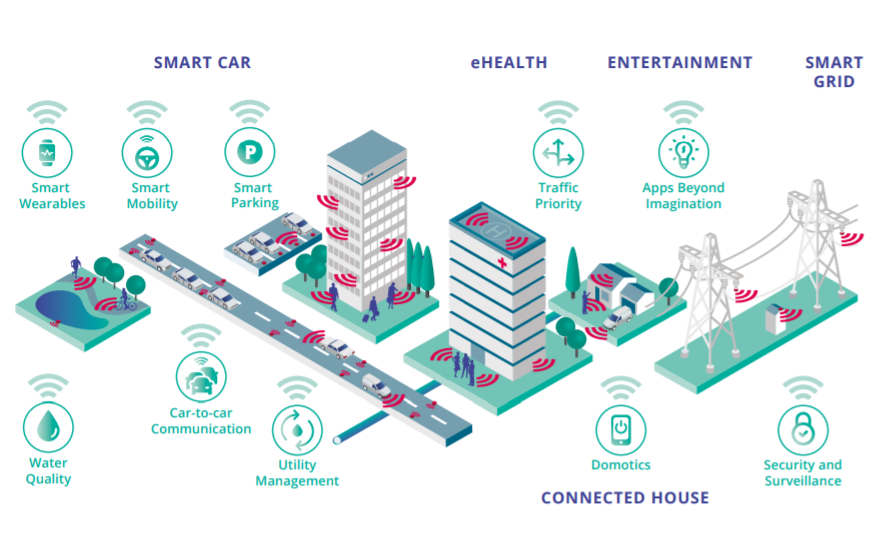 SMART CAR
eHEALTH
ENTERTAINMENT
SMART
GRID
Smart
Wearables
Smart
Mobility
P
Smart
Parking
Traffic
Priority
Apps Beyond
Imagination
H
Water
Quality
Car-to-car
Communication
Utility
Management
Domotics
Security and
Surveillance
CONNECTED HOUSE